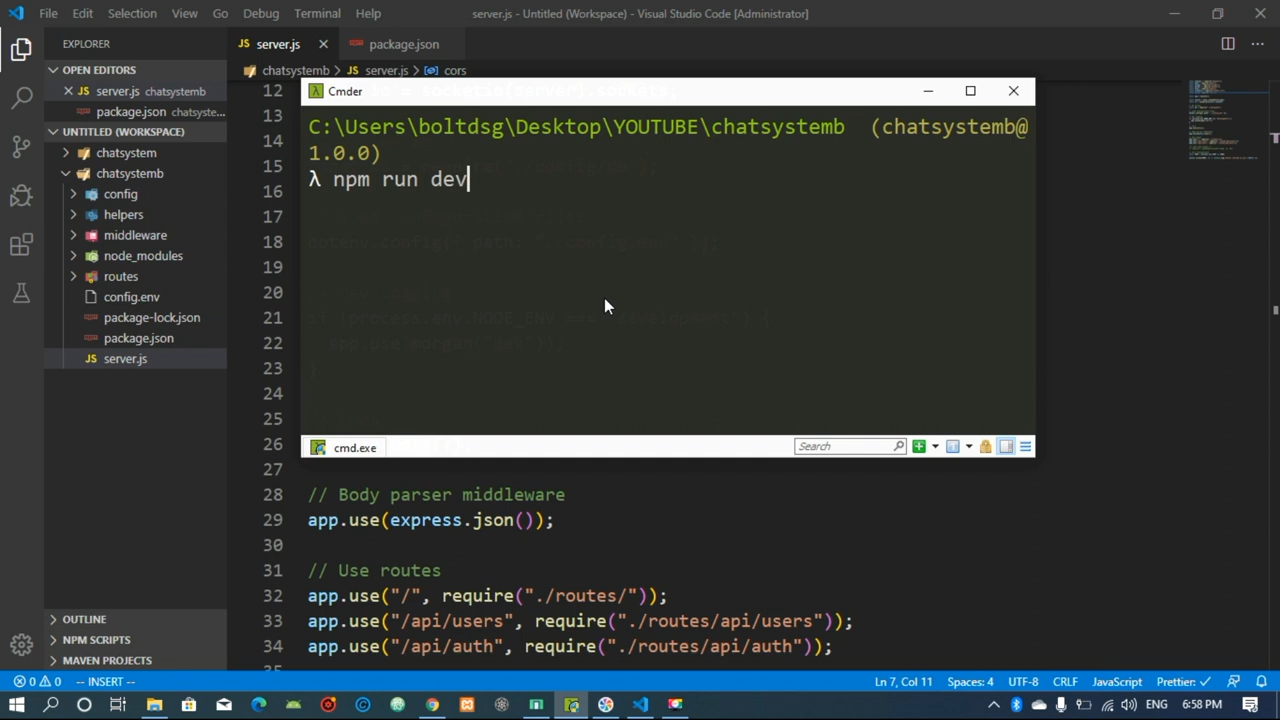 File Edit Selection View Go Debug Terminal Help
server.js - Untitled (Workspace) - Visual Studio Code [Administrator]
EXPLORER
OPEN EDITORS
JS server.js chatsystemb
package.json chatsyste...
UNTITLED (WORKSPACE)
chatsystem
chatsystemb
config
helpers
middleware
node_modules
routes
config.env
package-lock.json
package.json
JS server.js
OUTLINE
NPM SCRIPTS
MAVEN PROJECTS
JS server.js
package.json
chatsystemb > JS server.js > cors
12
13
14
15
16
17
18
19
20
21
22
23
24
25
26
27
28 // Body parser middleware
29 app.use(express.json());
30
31 // Use routes
32 app.use("/", require("./routes/"));
33 app.use("/api/users", require("./routes/api/users"));
34 app.use("/api/auth", require("./routes/api/auth"));
Cmder
C:\Users\boltdsg\Desktop\YOUTUBE\chatsystemb (chatsystemb@
1.0.0)
λ npm run dev
cmd.exe
Search
0 0 -- INSERT --
Ln 7, Col 11 Spaces: 4 UTF-8 CRLF JavaScript Prettier: ✓
ENG 6:58 PM